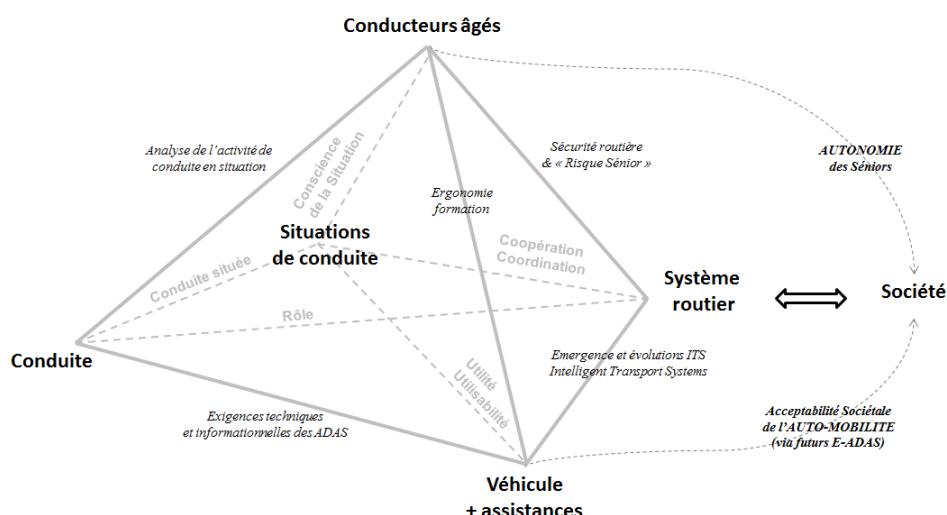 Conducteurs âgés
Analyse de l'activité de
conduite en situation
Conscience
de la Situation
Sécurité routière
& « Risque Sénior »
AUTONOMIE
des Séniors
Ergonomie
formation
Situations
de conduite
Coopération
Coordination
Conduite située
Système
routier
Société
Rôle
Conduite
Utilité
Utilisabilité
Emergence et évolutions ITS
Intelligent Transport Systems
Exigences techniques
et informationnelles des ADAS
Acceptabilité Sociétale
de l'AUTO-MOBILITE
(via futurs E-ADAS)
Véhicule
+ assistances